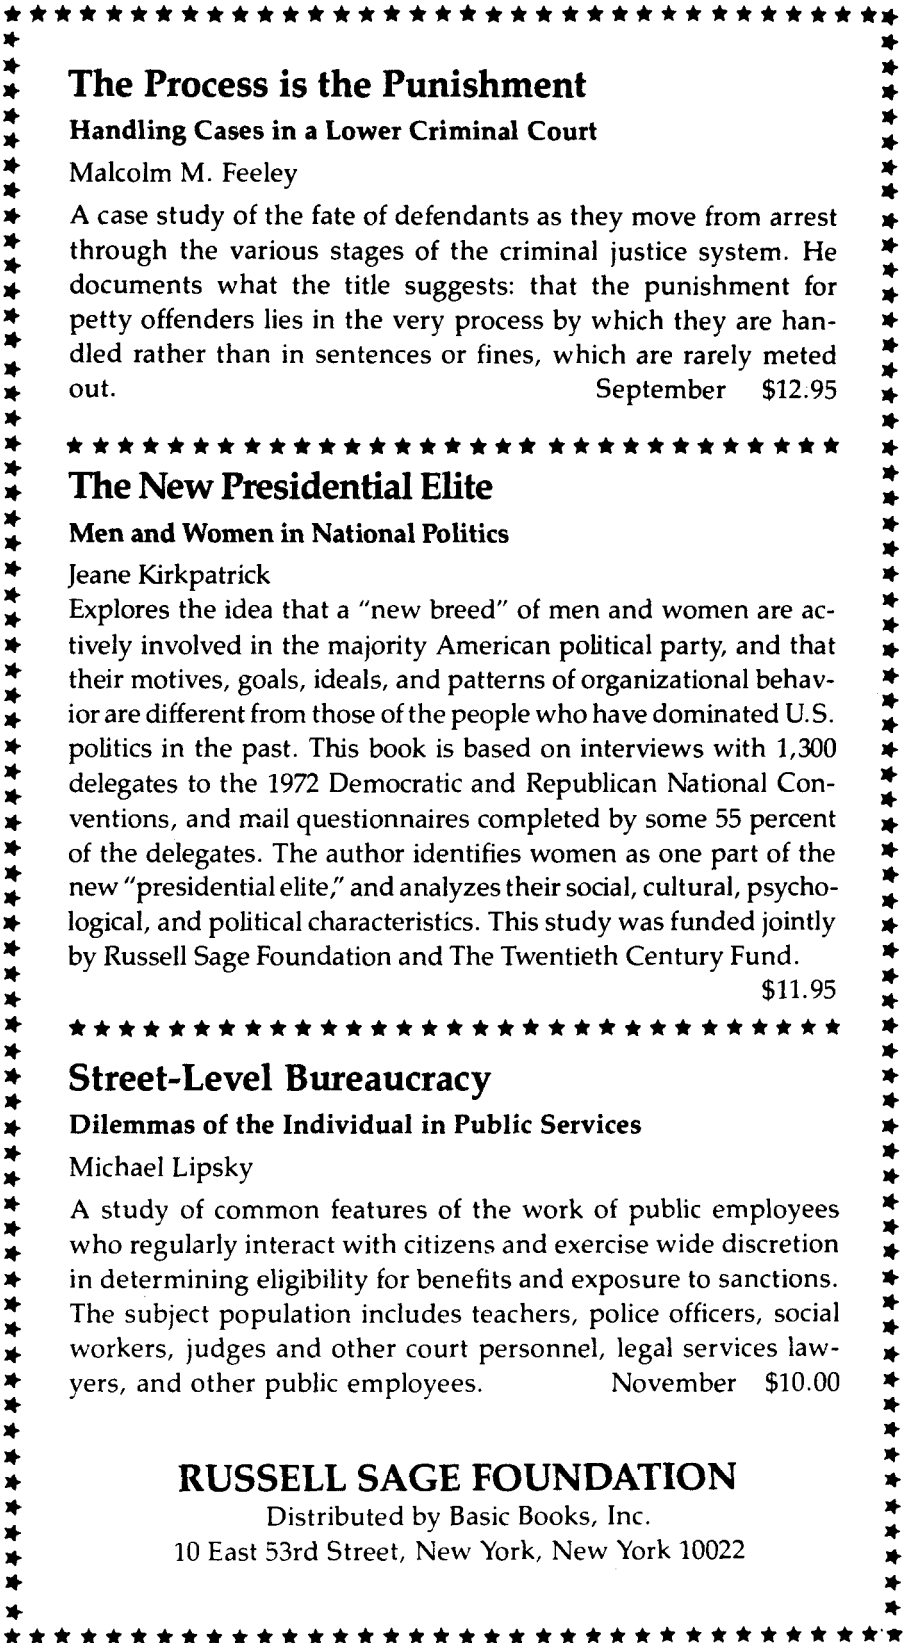 The Process is the Punishment
Handling Cases in a Lower Criminal Court
Malcolm M. Feeley
A case study of the fate of defendants as they move from arrest
through the various stages of the criminal justice system. He
documents what the title suggests: that the punishment for
petty offenders lies in the very process by which they are han-
dled rather than in sentences or fines, which are rarely meted
out. September $12.95
The New Presidential Elite
Men and Women in National Politics
Jeane Kirkpatrick
Explores the idea that a "new breed" of men and women are ac-
tively involved in the majority American political party, and that
their motives, goals, ideals, and patterns of organizational behav-
ior are different from those of the people who have dominated U.S.
politics in the past. This book is based on interviews with 1,300
delegates to the 1972 Democratic and Republican National Con-
ventions, and mail questionnaires completed by some 55 percent
of the delegates. The author identifies women as one part of the
new "presidential elite," and analyzes their social, cultural, psycho-
logical, and political characteristics. This study was funded jointly
by Russell Sage Foundation and The Twentieth Century Fund.
$11.95
Street-Level Bureaucracy
Dilemmas of the Individual in Public Services
Michael Lipsky
A study of common features of the work of public employees
who regularly interact with citizens and exercise wide discretion
in determining eligibility for benefits and exposure to sanctions.
The subject population includes teachers, police officers, social
workers, judges and other court personnel, legal services law-
yers, and other public employees. November $10.00
RUSSELL SAGE FOUNDATION
Distributed by Basic Books, Inc.
10 East 53rd Street, New York, New York 10022